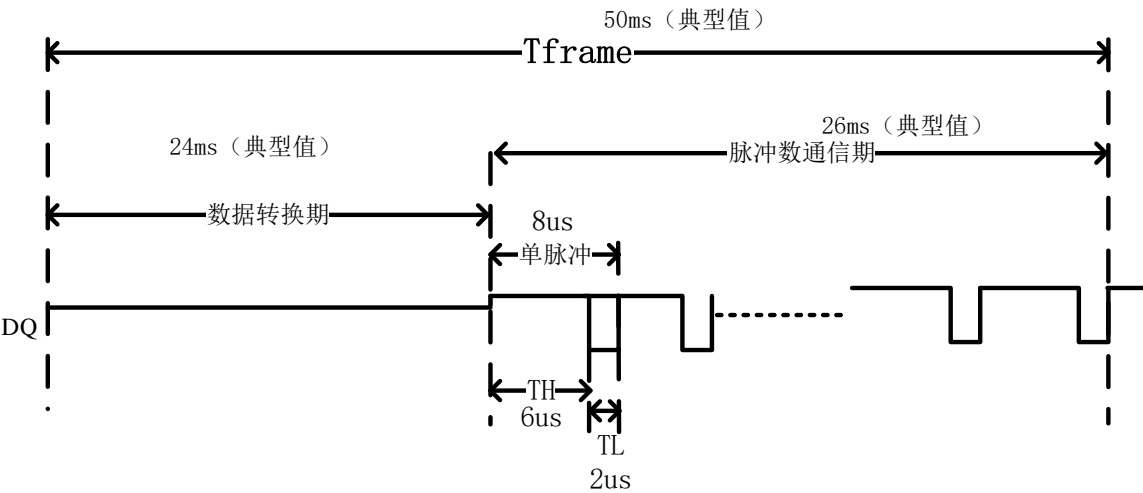 50ms（典型值）
Tframe
26ms（典型值）
24ms（典型值）
脉冲数通信期
数据转换期
8us
单脉冲
DQ
TH
6us
TL
2us